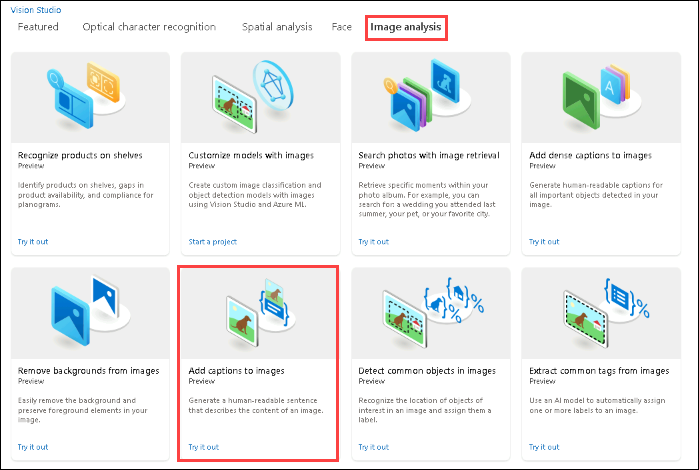 Vision Studio
Featured Optical character recognition Spatial analysis Face Image analysis
Recognize products on shelves
Preview
Identify products on shelves, gaps in
product availability, and compliance for
planograms.
Try it out
Customize models with images
Preview
Create custom image classification and
object detection models with images
using Vision Studio and Azure ML.
Start a project
Search photos with image retrieval
Preview
Retrieve specific moments within your
photo album. For example, you can
search for: a wedding you attended last
summer, your pet, or your favorite city.
Try it out
Add dense captions to images
Preview
Generate human-readable captions for
all important objects detected in your
image.
Try it out
Remove backgrounds from images
Preview
Easily remove the background and
preserve foreground elements in your
image.
Try it out
Add captions to images
Preview
Generate a human-readable sentence
that describes the content of an image.
Try it out
Detect common objects in images
Preview
Recognize the location of objects of
interest in an image and assign them a
label.
Try it out
Extract common tags from images
Preview
Use an AI model to automatically assign
one or more labels to an image.
Try it out